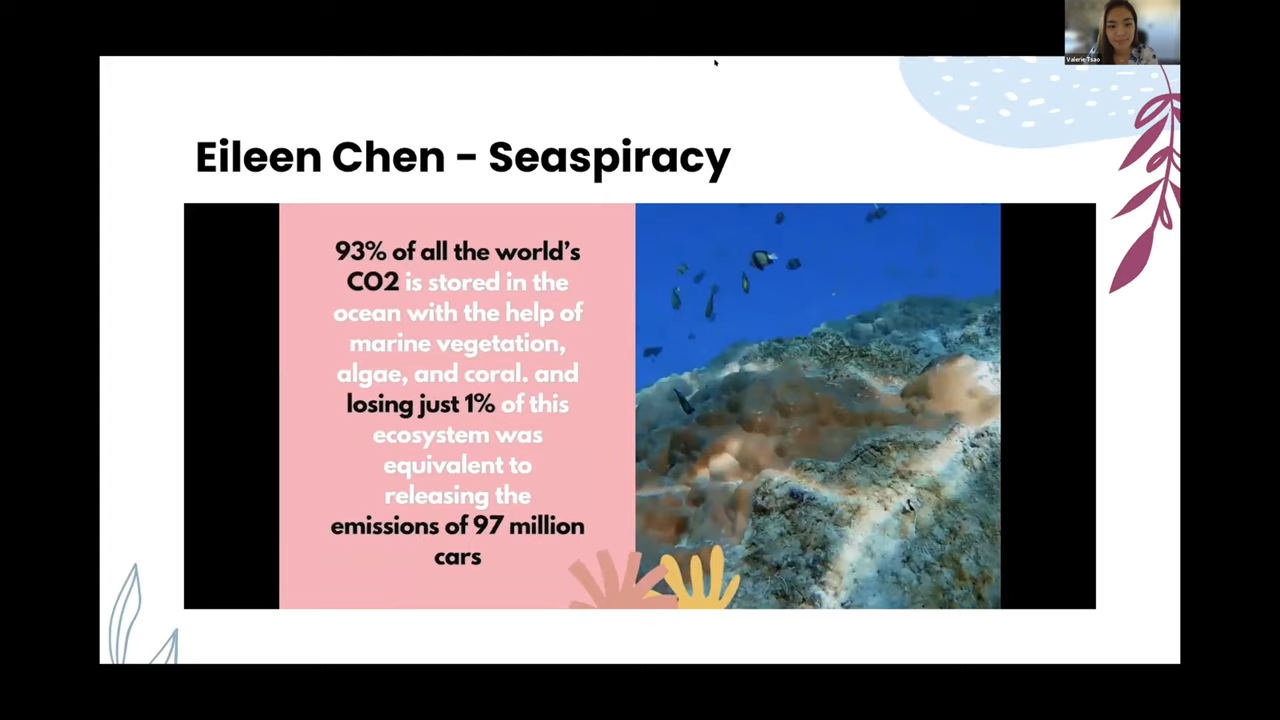 Valerie Tsao
Eileen Chen - Seaspiracy
93% of all the world's
CO2 is stored in the
ocean with the help of
marine vegetation,
algae, and coral. and
losing just 1% of this
ecosystem was
equivalent to
releasing the
emissions of 97 million
cars